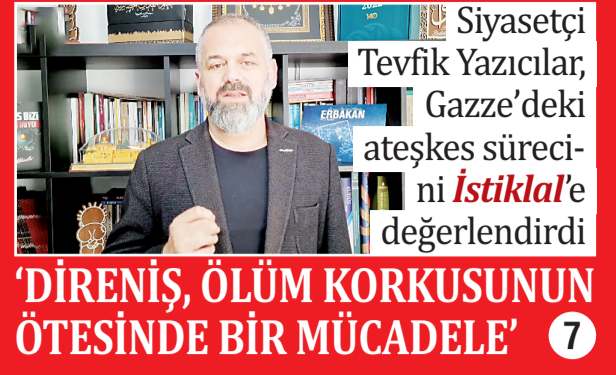 Siyasetçi
Tevfik Yazıcılar,
Gazze'deki
ateşkes süreci-
ni İstiklal'e
değerlendirdi
ERBAKAN
'DİRENİŞ, ÖLÜM KORKUSUNUN
ÖTESİNDE BİR MÜCADELE' 7